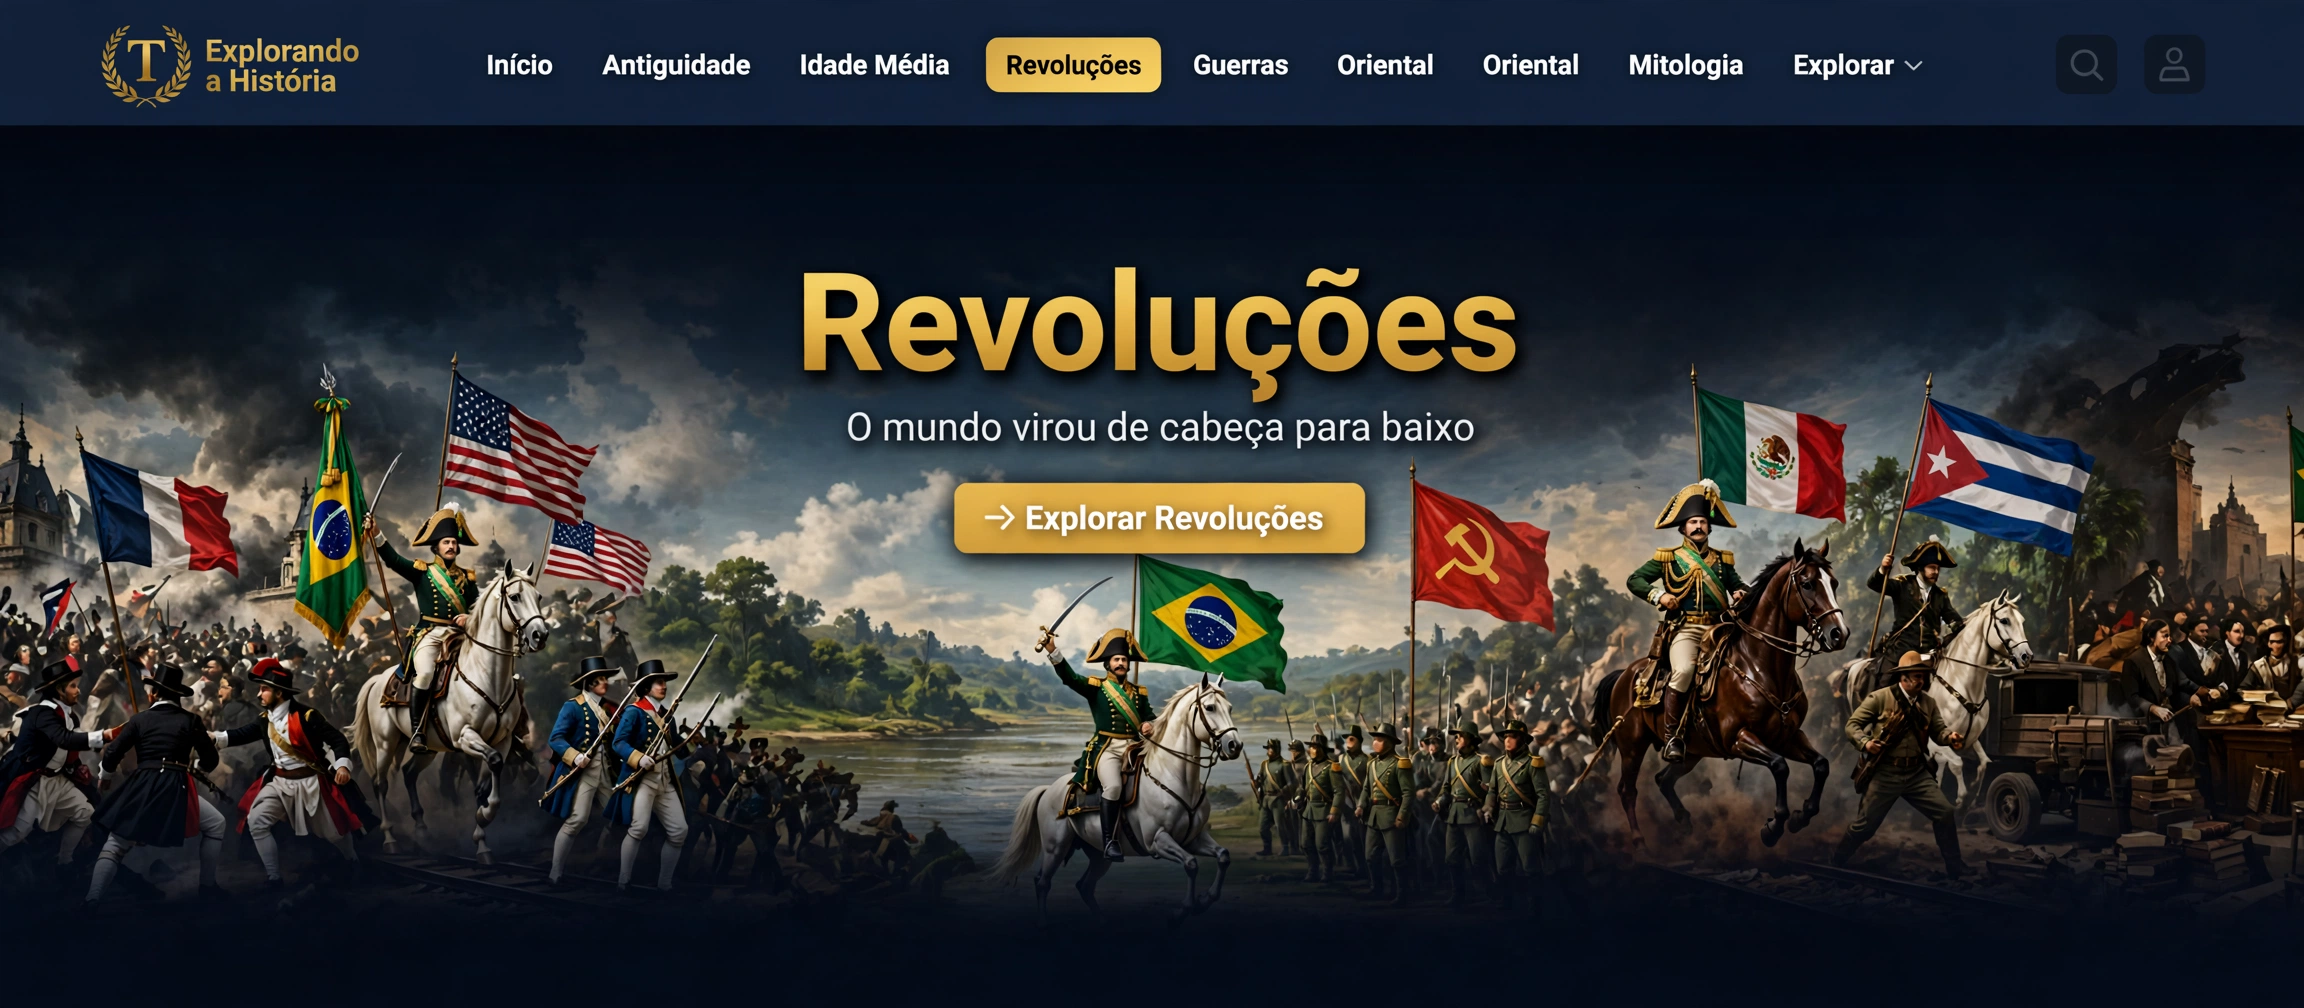 T
Explorando
a História
Início Antiguidade Idade Média Revoluções Guerras Oriental Oriental Mitologia Explorar
Revoluções
O mundo virou de cabeça para baixo
Explorar Revoluções